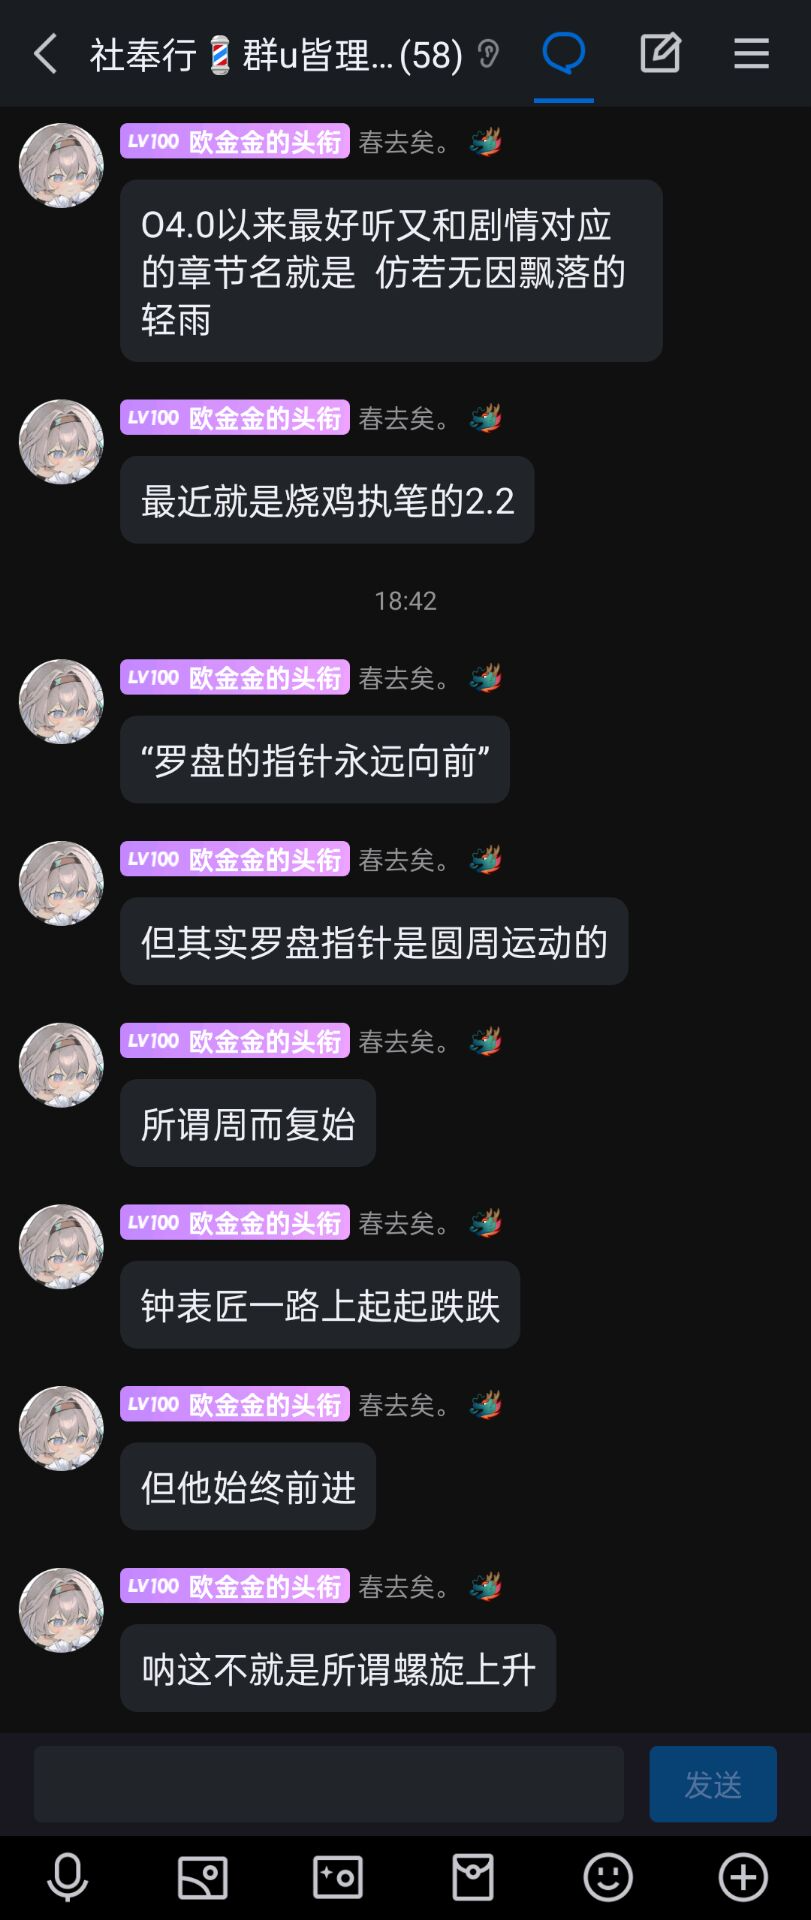 社奉行💈群u皆理...(58)
LV100 欧金金的头衔 春去矣。
O4.0以来最好听又和剧情对应
的章节名就是 仿若无因飘落的
轻雨
LV100 欧金金的头衔 春去矣。
最近就是烧鸡执笔的2.2
18:42
LV100 欧金金的头衔 春去矣。
“罗盘的指针永远向前”
LV100 欧金金的头衔 春去矣。
但其实罗盘指针是圆周运动的
LV100 欧金金的头衔 春去矣。
所谓周而复始
LV100 欧金金的头衔 春去矣。
钟表匠一路上起起跌跌
LV100 欧金金的头衔 春去矣。
但他始终前进
LV100 欧金金的头衔 春去矣。
呐这不就是所谓螺旋上升
发送